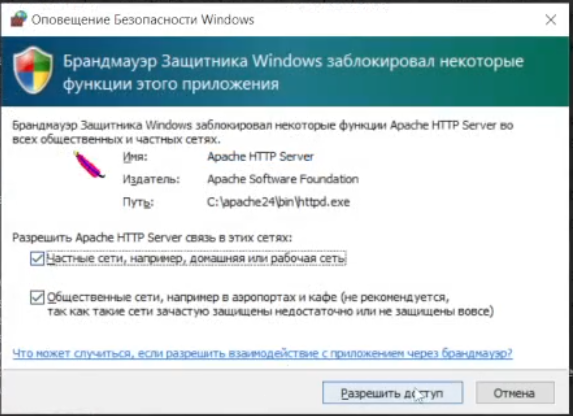 Оповещение Безопасности Windows
Брандмауэр Защитника Windows заблокировал некоторые
функции этого приложения
Брандмауэр Защитника Windows заблокировал некоторые функции Apache HTTP Server во
всех общественных и частных сетях.
Имя: Apache HTTP Server
Издатель: Apache Software Foundation
Путь: C:\apache24\bin\httpd.exe
Разрешить Apache HTTP Server связь в этих сетях:
Частные сети, например, домашняя или рабочая сеть
Общественные сети, например в аэропортах и кафе (не рекомендуется,
так как такие сети зачастую защищены недостаточно или не защищены вовсе)
Что может случиться, если разрешить взаимодействие с приложением через брандмауэр?
Разрешить доступ Отмена